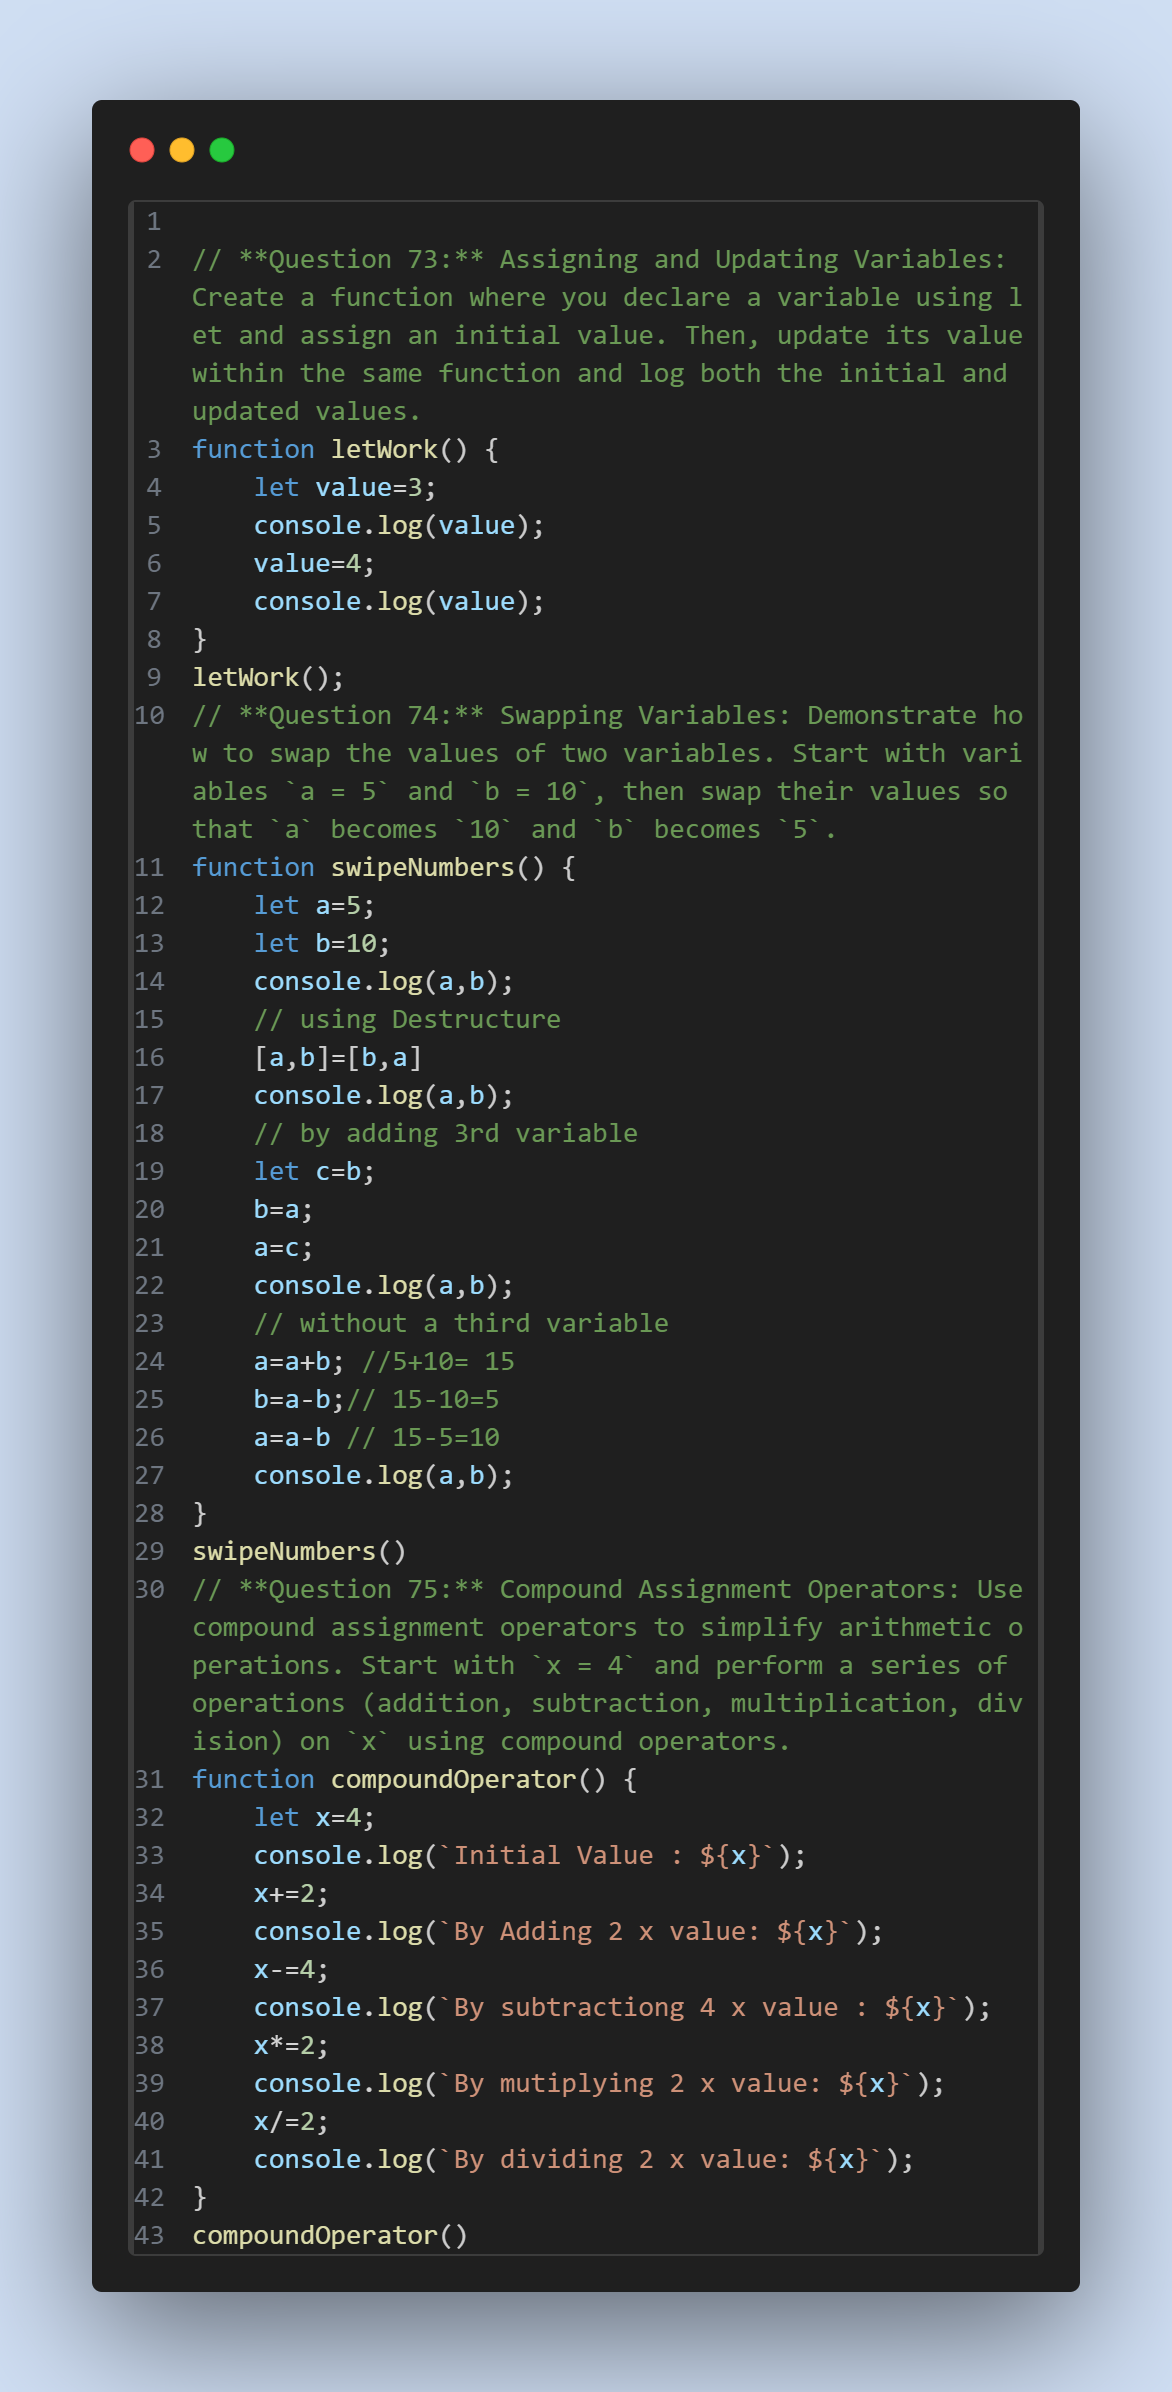 1
2 // **Question 73:** Assigning and Updating Variables:
Create a function where you declare a variable using l
et and assign an initial value. Then, update its value
within the same function and log both the initial and
updated values.
3 function letWork() {
4     let value=3;
5     console.log(value);
6     value=4;
7     console.log(value);
8 }
9 letWork();
10 // **Question 74:** Swapping Variables: Demonstrate ho
w to swap the values of two variables. Start with vari
ables `a = 5` and `b = 10`, then swap their values so
that `a` becomes `10` and `b` becomes `5`.
11 function swipeNumbers() {
12     let a=5;
13     let b=10;
14     console.log(a,b);
15     // using Destructure
16     [a,b]=[b,a]
17     console.log(a,b);
18     // by adding 3rd variable
19     let c=b;
20     b=a;
21     a=c;
22     console.log(a,b);
23     // without a third variable
24     a=a+b; //5+10= 15
25     b=a-b;// 15-10=5
26     a=a-b // 15-5=10
27     console.log(a,b);
28 }
29 swipeNumbers()
30 // **Question 75:** Compound Assignment Operators: Use
compound assignment operators to simplify arithmetic o
perations. Start with `x = 4` and perform a series of
operations (addition, subtraction, multiplication, div
ision) on `x` using compound operators.
31 function compoundOperator() {
32     let x=4;
33     console.log(`Initial Value : ${x}`);
34     x+=2;
35     console.log(`By Adding 2 x value: ${x}`);
36     x-=4;
37     console.log(`By subtractiong 4 x value : ${x}`);
38     x*=2;
39     console.log(`By mutiplying 2 x value: ${x}`);
40     x/=2;
41     console.log(`By dividing 2 x value: ${x}`);
42 }
43 compoundOperator()